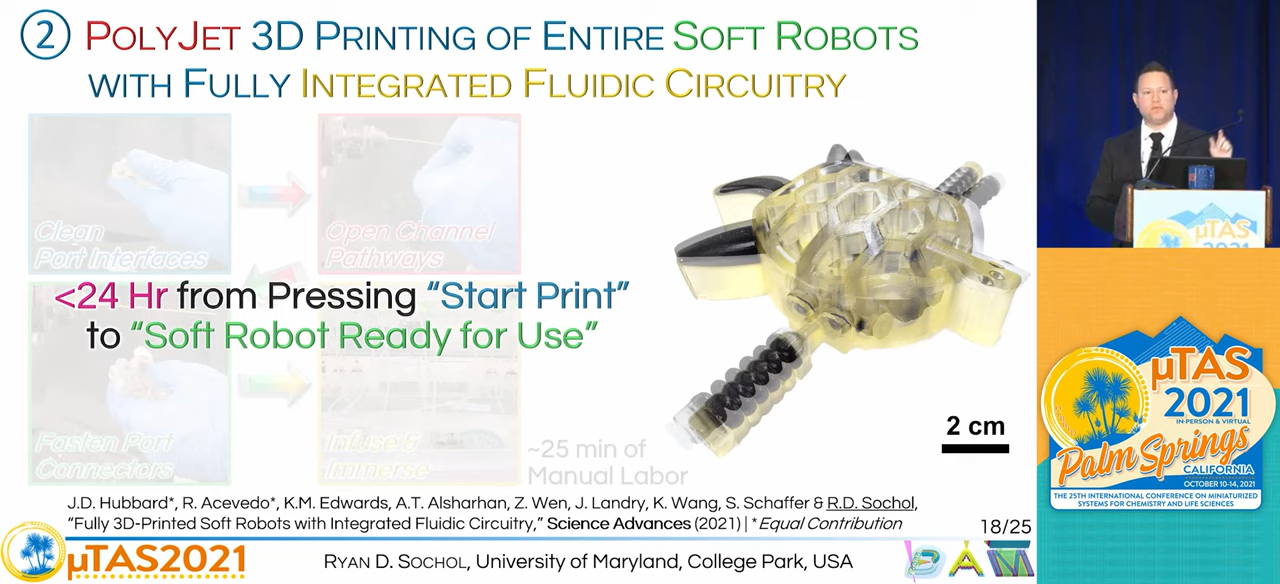 ② POLYJET 3D PRINTING OF ENTIRE SOFT ROBOTS
WITH FULLY INTEGRATED FLUIDIC CIRCUITRY
Clean
Port Interfaces
Open Channel
Pathways
<24 Hr from Pressing “Start Print”
to “Soft Robot Ready for Use”
Fasten Port
Connectors
Infuse &
Immerse
~25 min of
Manual Labor
2 cm
J.D. Hubbard*, R. Acevedo*, K.M. Edwards, A.T. Alsharhan, Z. Wen, J. Landry, K. Wang, S. Schaffer & R.D. Sochol,
“Fully 3D-Printed Soft Robots with Integrated Fluidic Circuitry,” Science Advances (2021) | *Equal Contribution
18/25
μTAS2021
RYAN D. SOCHOL, University of Maryland, College Park, USA
BAM
μTAS
2021
μTAS
2021
IN-PERSON & VIRTUAL
Palm Springs
CALIFORNIA
OCTOBER 10-14, 2021
THE 25TH INTERNATIONAL CONFERENCE ON MINIATURIZED
SYSTEMS FOR CHEMISTRY AND LIFE SCIENCES